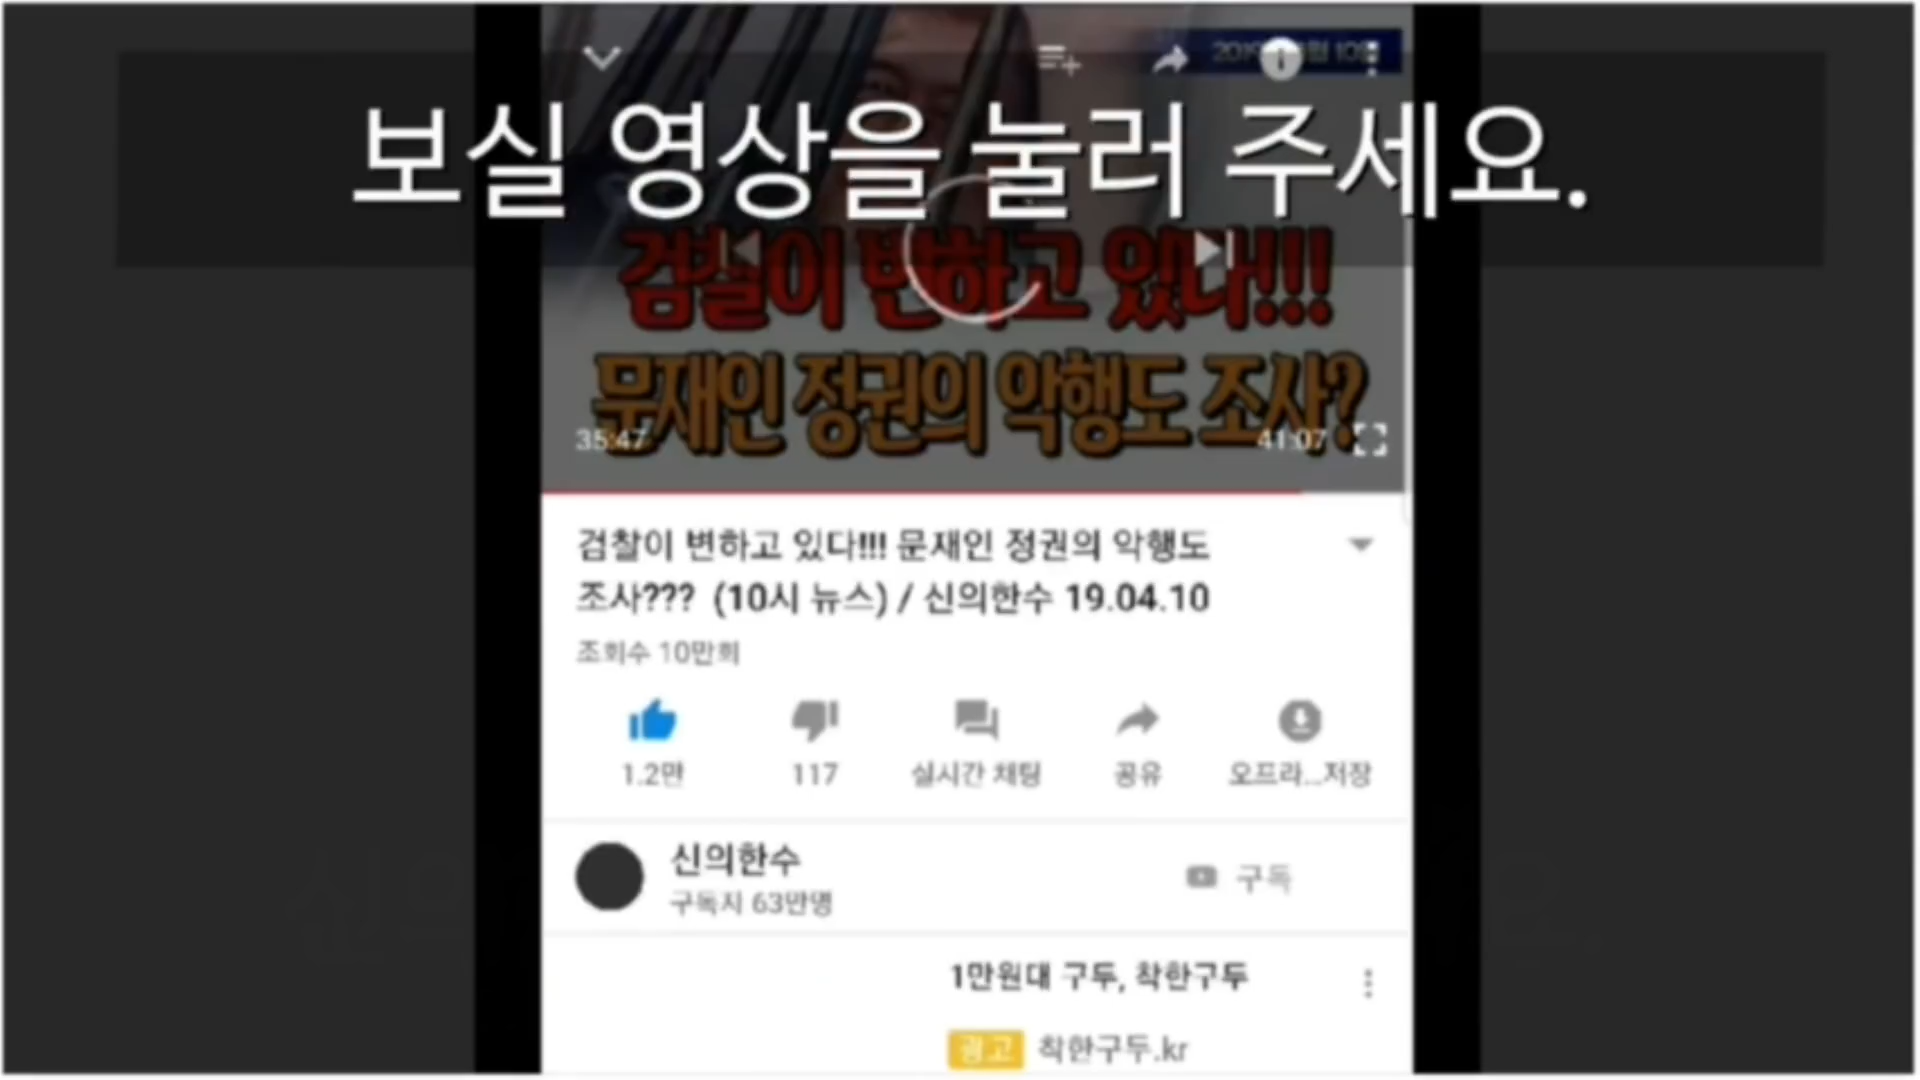 보실 영상을 눌러 주세요.
검찰이 변하고 있다!!!
문재인 정권의 악행도 조사?
35:47
41:07
검찰이 변하고 있다!!! 문재인 정권의 악행도
조사??? (10시 뉴스) / 신의한수 19.04.10
조회수 10만회
1.2만
117
실시간 채팅
공유
오프라...저장
신의한수
구독자 63만명
구독
1만원대 구두, 착한구두
광고 착한구두.kr